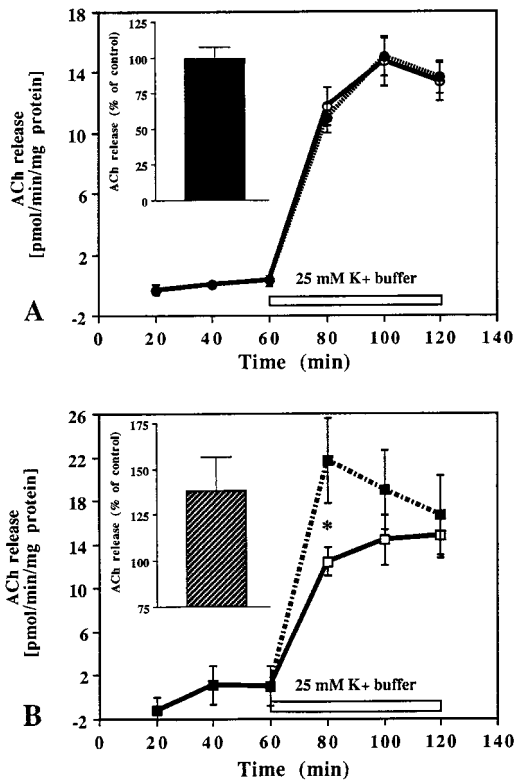 A
ACh release
[pmol/min/mg protein]
18
14
10
6
2
-2
ACh release (% of control)
125
100
75
50
25
0
25 mM K+ buffer
20 40 60 80 100 120 140
Time (min)
B
ACh release
[pmol/min/mg protein]
26
22
18
14
10
6
2
-2
ACh release (% of control)
175
150
125
100
75
*
25 mM K+ buffer
0 20 40 60 80 100 120 140
Time (min)